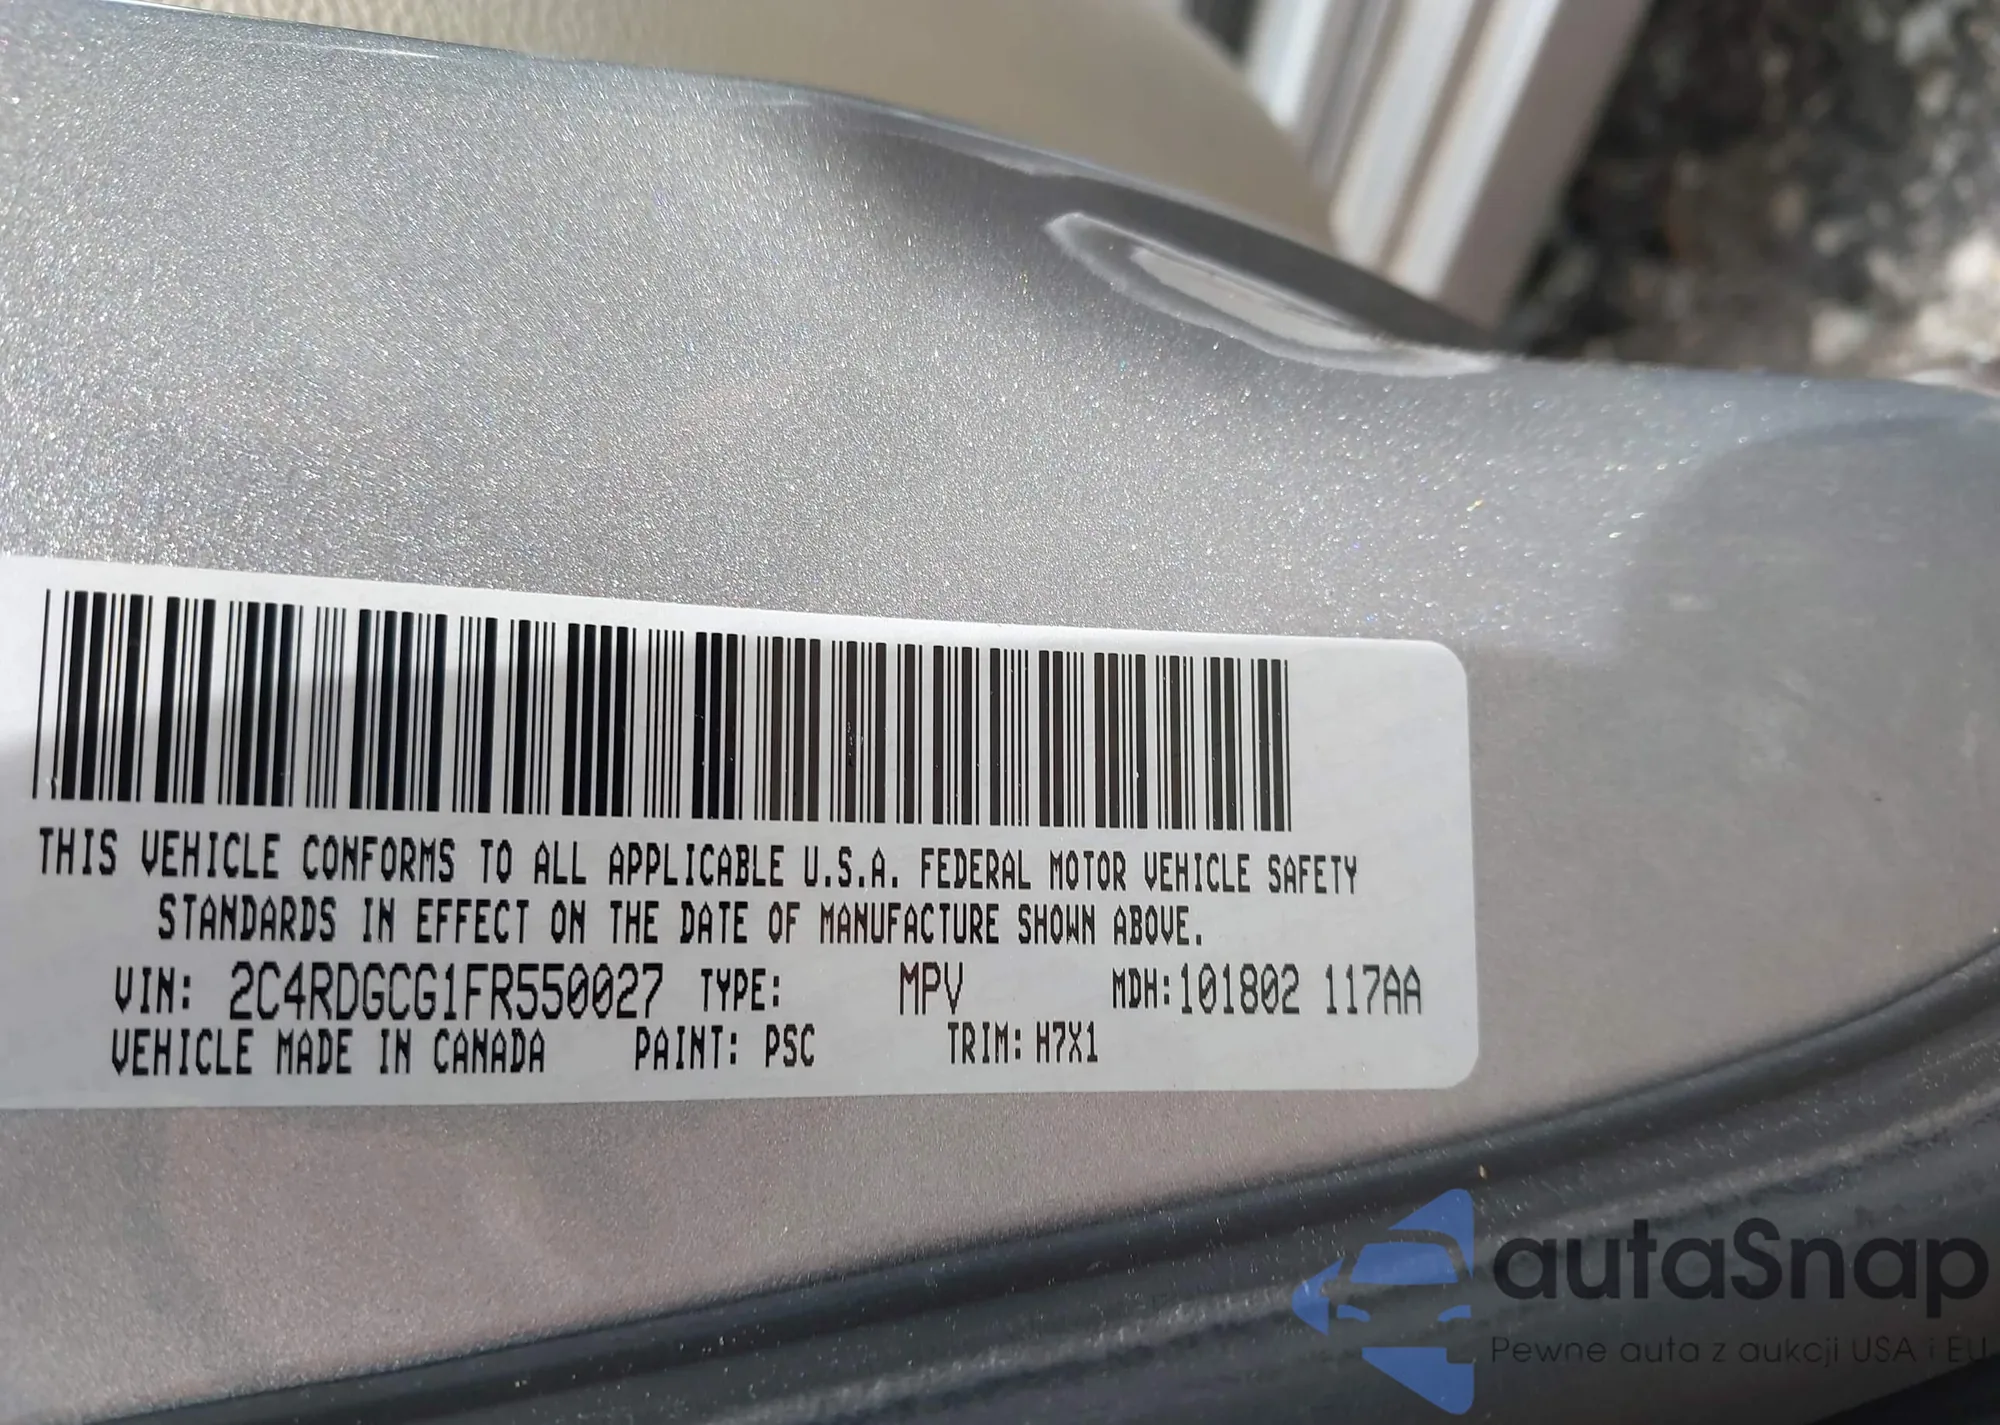 THIS VEHICLE CONFORMS TO ALL APPLICABLE U.S.A. FEDERAL MOTOR VEHICLE SAFETY
STANDARDS IN EFFECT ON THE DATE OF MANUFACTURE SHOWN ABOVE.
VIN: 2C4RDGCG1FR550027 TYPE: MPV MDH:101802 117AA
VEHICLE MADE IN CANADA PAINT: PSC TRIM: H7X1
autaSnap
Pewne auta z aukcji USA i EU